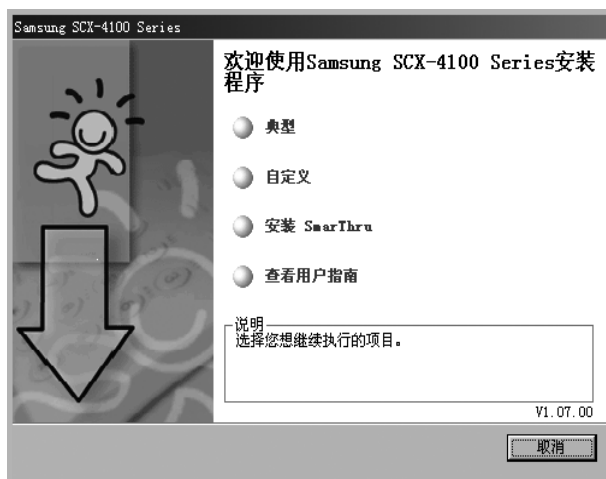 Samsung SCX-4100 Series
欢迎使用Samsung SCX-4100 Series安装
程序
典型
自定义
安装 SmarThru
查看用户指南
说明
选择您想继续执行的项目。
V1.07.00
取消